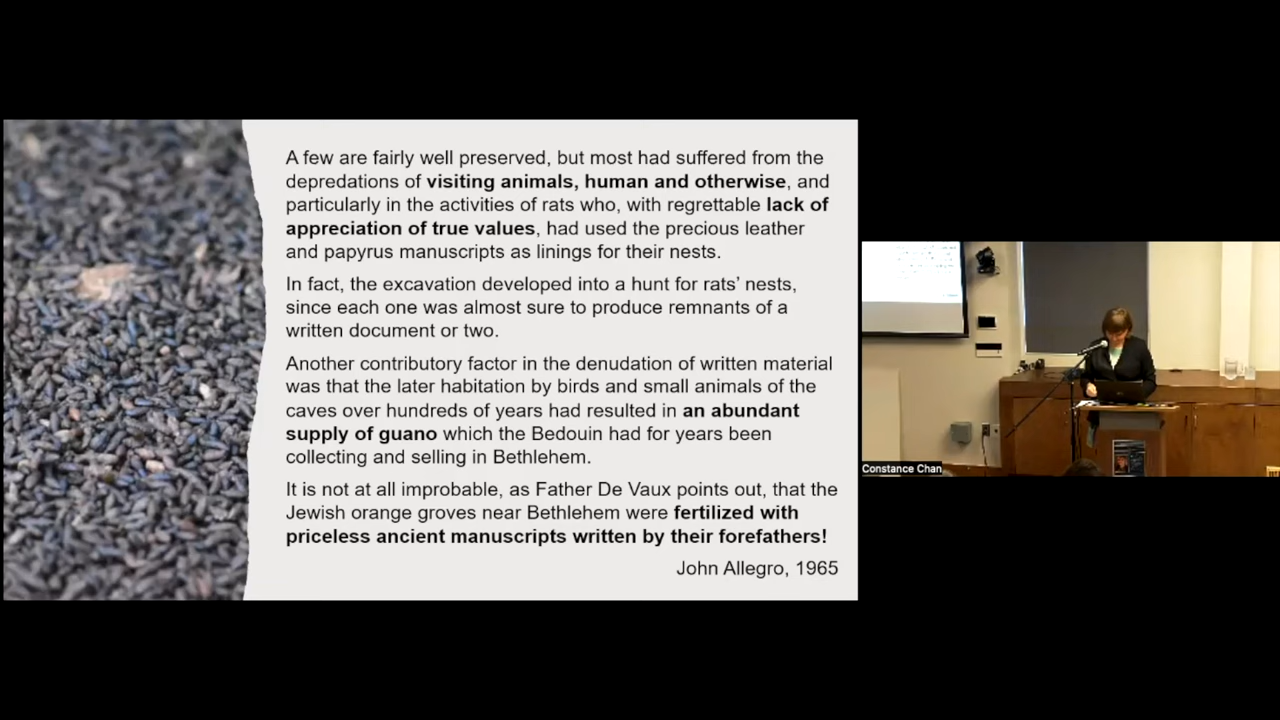 A few are fairly well preserved, but most had suffered from the
depredations of visiting animals, human and otherwise, and
particularly in the activities of rats who, with regrettable lack of
appreciation of true values, had used the precious leather
and papyrus manuscripts as linings for their nests.
In fact, the excavation developed into a hunt for rats’ nests,
since each one was almost sure to produce remnants of a
written document or two.
Another contributory factor in the denudation of written material
was that the later habitation by birds and small animals of the
caves over hundreds of years had resulted in an abundant
supply of guano which the Bedouin had for years been
collecting and selling in Bethlehem.
It is not at all improbable, as Father De Vaux points out, that the
Jewish orange groves near Bethlehem were fertilized with
priceless ancient manuscripts written by their forefathers!
John Allegro, 1965
Constance Chan